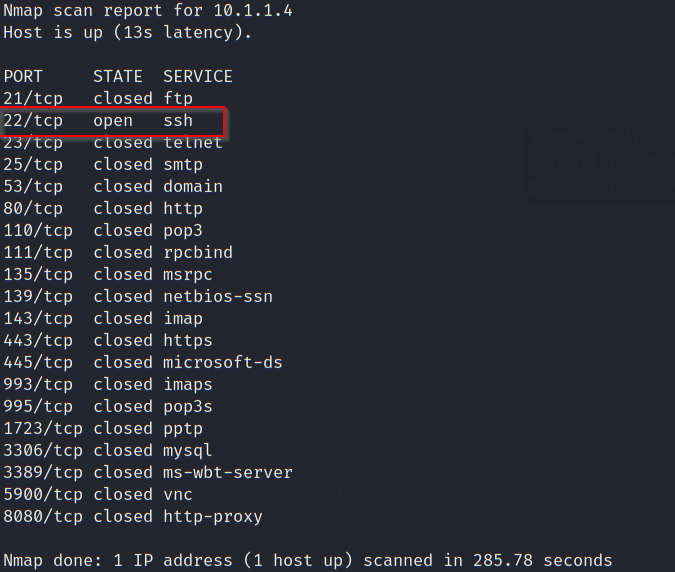 Nmap scan report for 10.1.1.4
Host is up (13s latency).
PORT     STATE  SERVICE
21/tcp   closed ftp
22/tcp   open   ssh
23/tcp   closed telnet
25/tcp   closed smtp
53/tcp   closed domain
80/tcp   closed http
110/tcp  closed pop3
111/tcp  closed rpcbind
135/tcp  closed msrpc
139/tcp  closed netbios-ssn
143/tcp  closed imap
443/tcp  closed https
445/tcp  closed microsoft-ds
993/tcp  closed imaps
995/tcp  closed pop3s
1723/tcp closed pptp
3306/tcp closed mysql
3389/tcp closed ms-wbt-server
5900/tcp closed vnc
8080/tcp closed http-proxy
Nmap done: 1 IP address (1 host up) scanned in 285.78 seconds